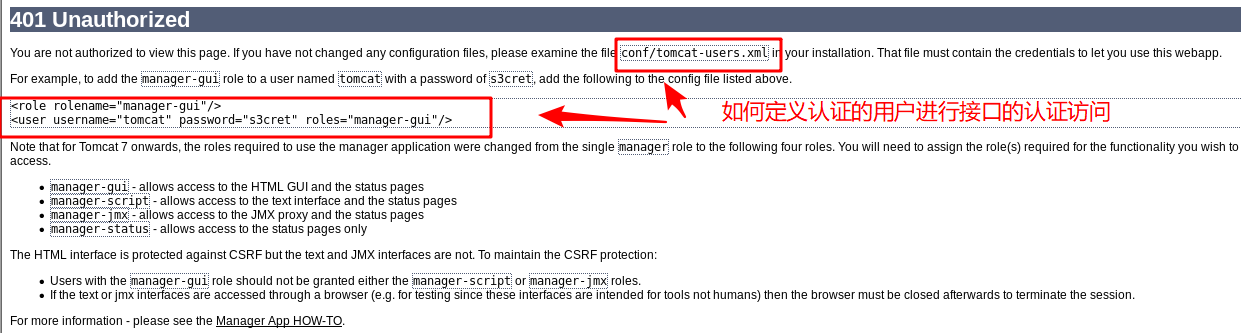 401 Unauthorized
You are not authorized to view this page. If you have not changed any configuration files, please examine the file conf/tomcat-users.xml in your installation. That file must contain the credentials to let you use this webapp.
For example, to add the manager-gui role to a user named tomcat with a password of s3cret, add the following to the config file listed above.
<role rolename="manager-gui"/>
<user username="tomcat" password="s3cret" roles="manager-gui"/>
如何定义认证的用户进行接口的认证访问
Note that for Tomcat 7 onwards, the roles required to use the manager application were changed from the single manager role to the following four roles. You will need to assign the role(s) required for the functionality you wish to
access.
manager-gui - allows access to the HTML GUI and the status pages
manager-script - allows access to the text interface and the status pages
manager-jmx - allows access to the JMX proxy and the status pages
manager-status - allows access to the status pages only
The HTML interface is protected against CSRF but the text and JMX interfaces are not. To maintain the CSRF protection:
Users with the manager-gui role should not be granted either the manager-script or manager-jmx roles.
If the text or jmx interfaces are accessed through a browser (e.g. for testing since these interfaces are intended for tools not humans) then the browser must be closed afterwards to terminate the session.
For more information - please see the Manager App HOW-TO.